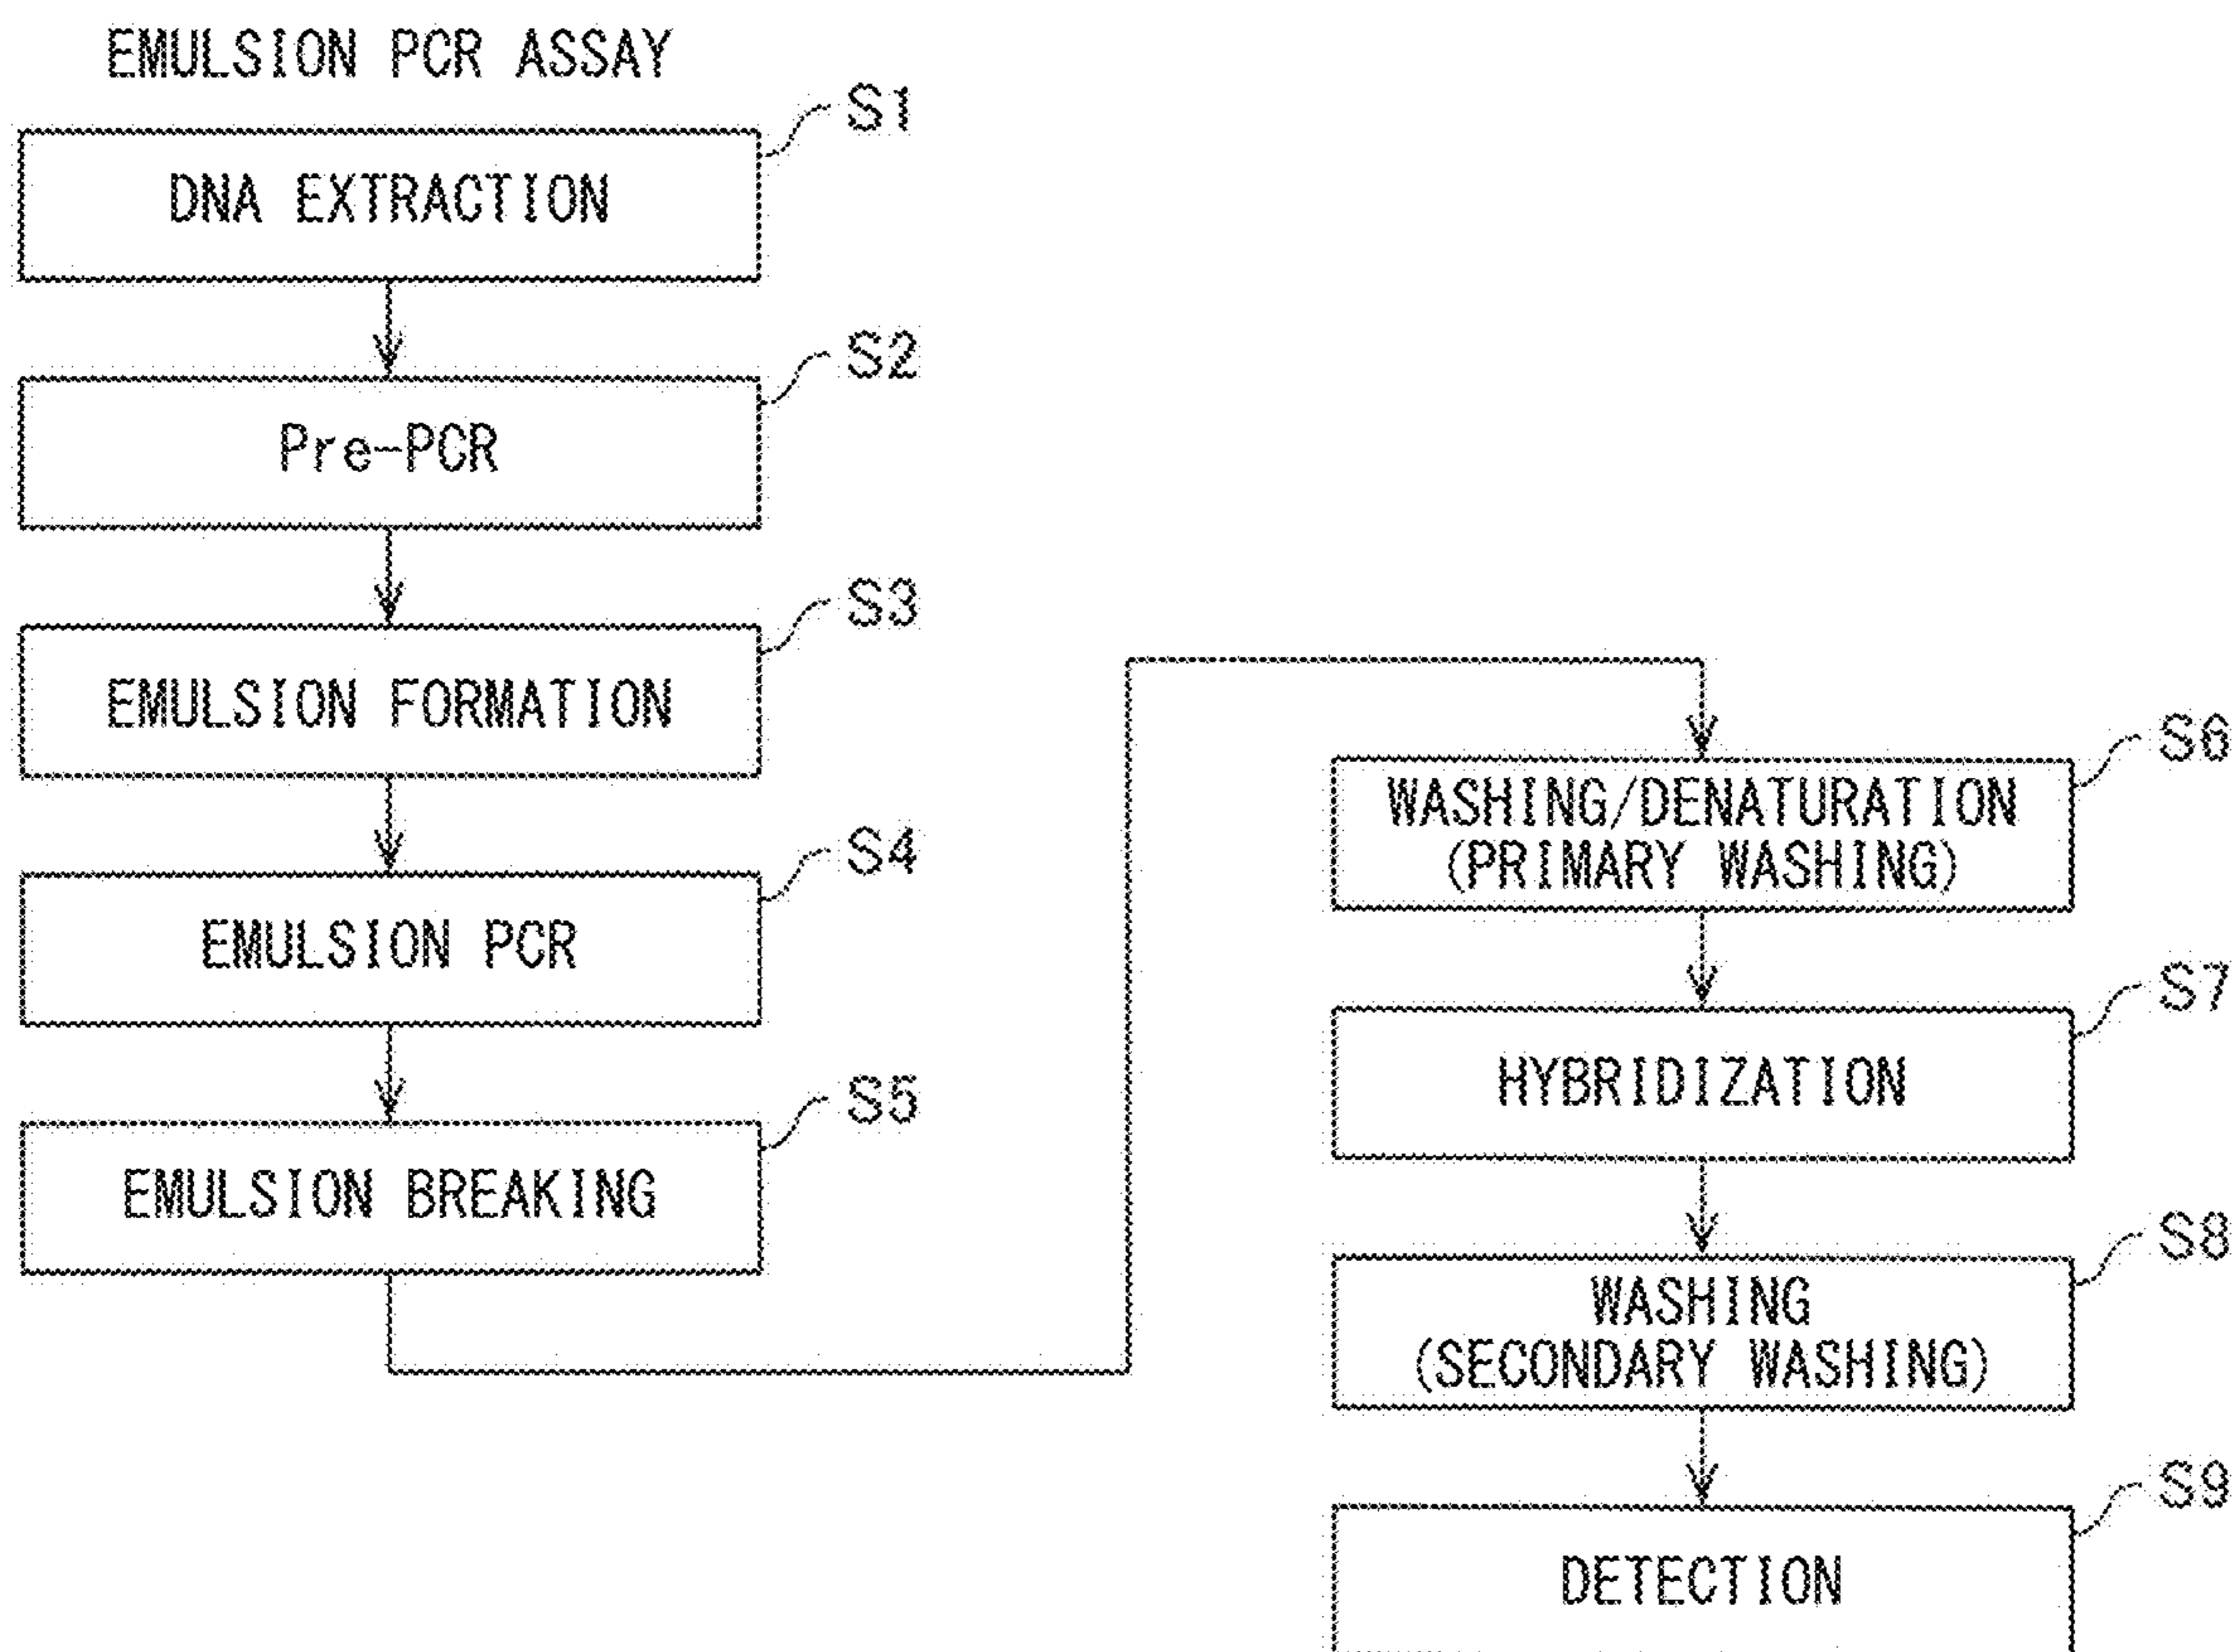 EMULSION PCR ASSAY
S1
DNA EXTRACTION
S2
Pre-PCR
S3
EMULSION FORMATION
S4
EMULSION PCR
S5
EMULSION BREAKING
S6
WASHING/DENATURATION
(PRIMARY WASHING)
S7
HYBRIDIZATION
S8
WASHING
(SECONDARY WASHING)
S9
DETECTION